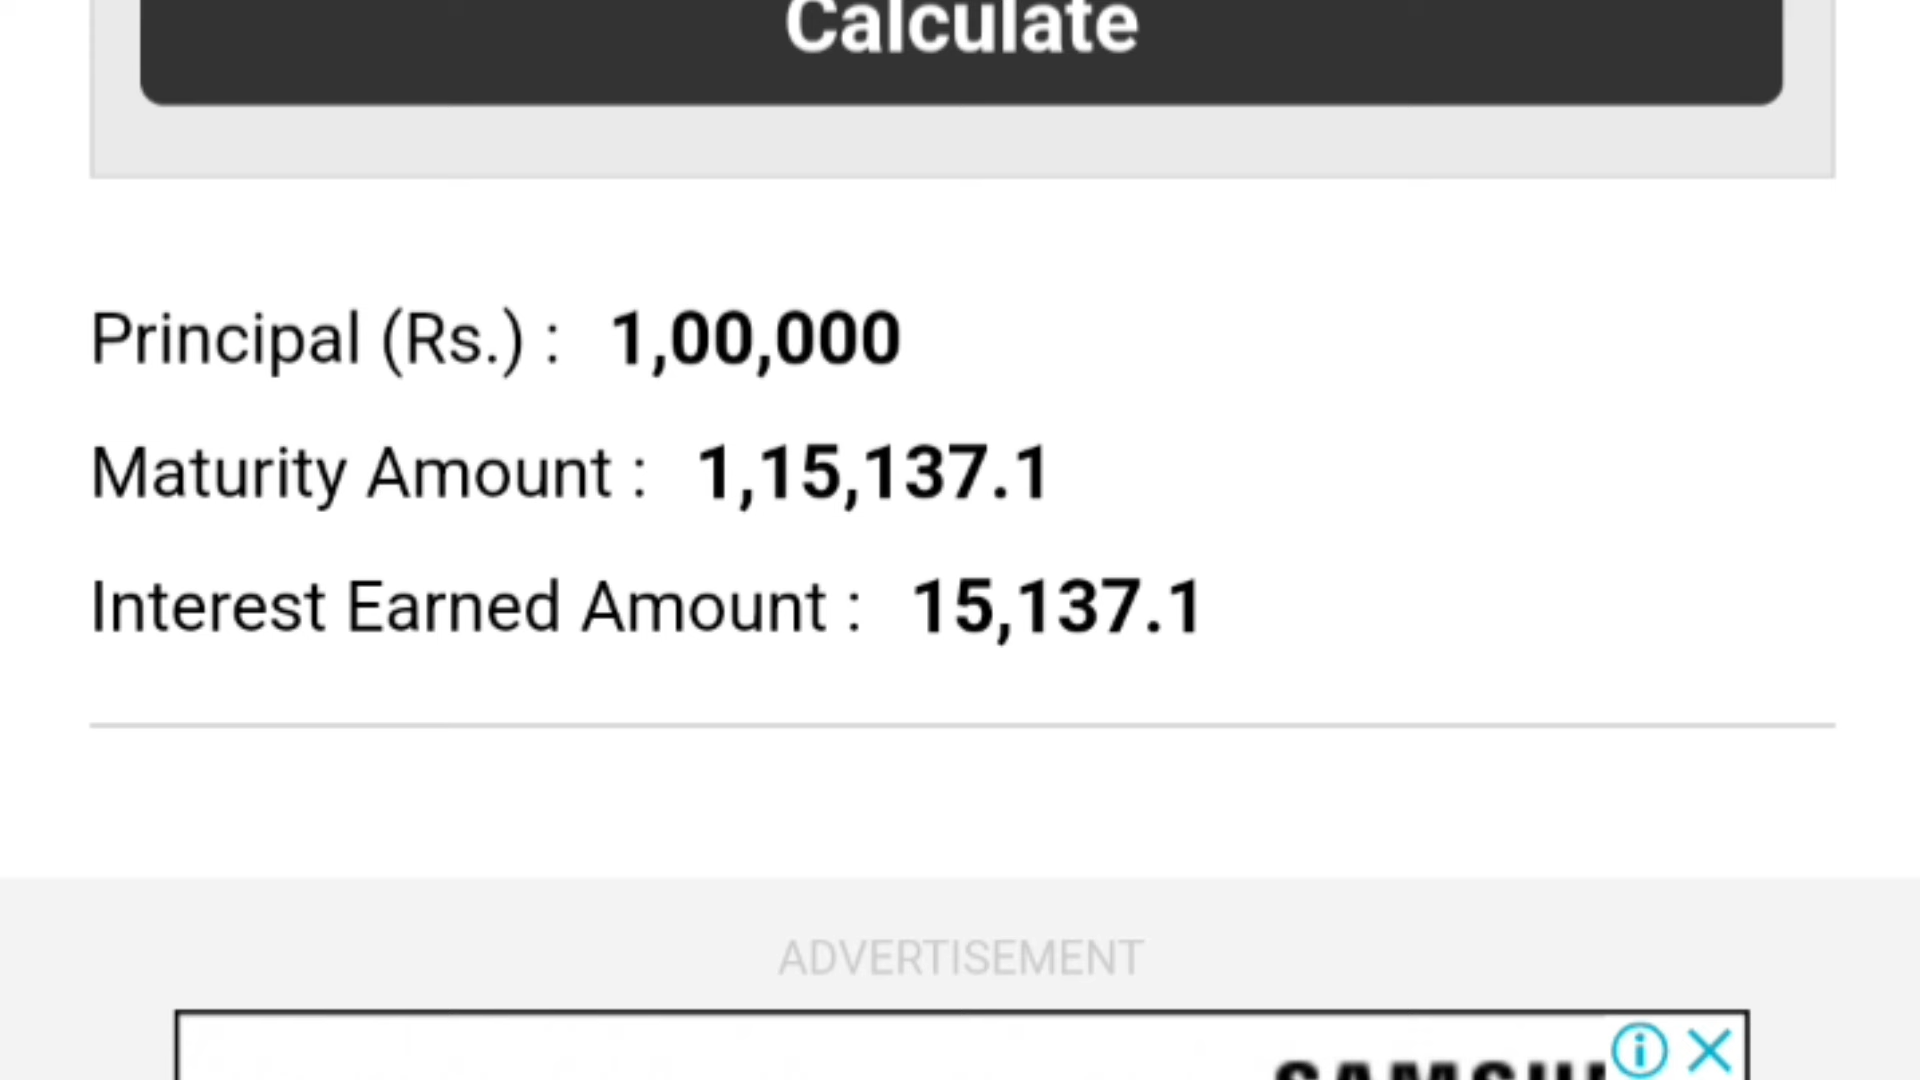 Calculate
Principal (Rs.) : 1,00,000
Maturity Amount : 1,15,137.1
Interest Earned Amount : 15,137.1
ADVERTISEMENT